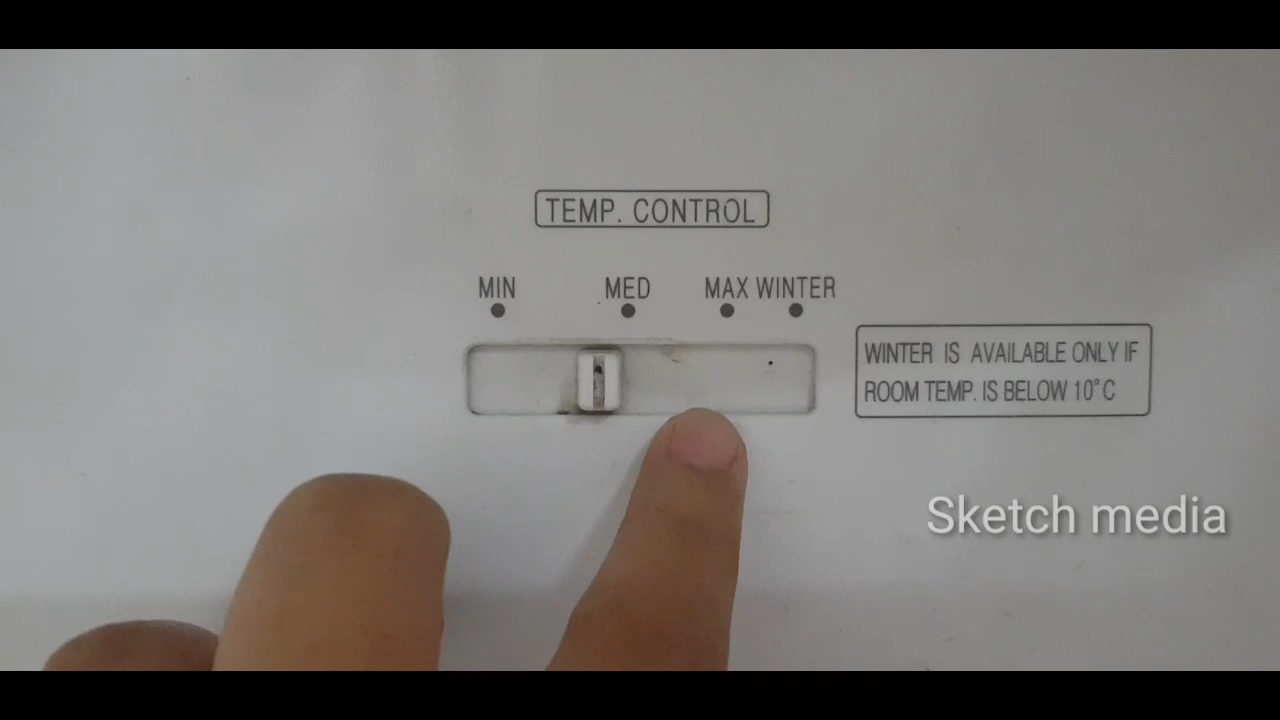 TEMP. CONTROL
MIN MED MAX WINTER
WINTER IS AVAILABLE ONLY IF
ROOM TEMP. IS BELOW 10°C
Sketch media